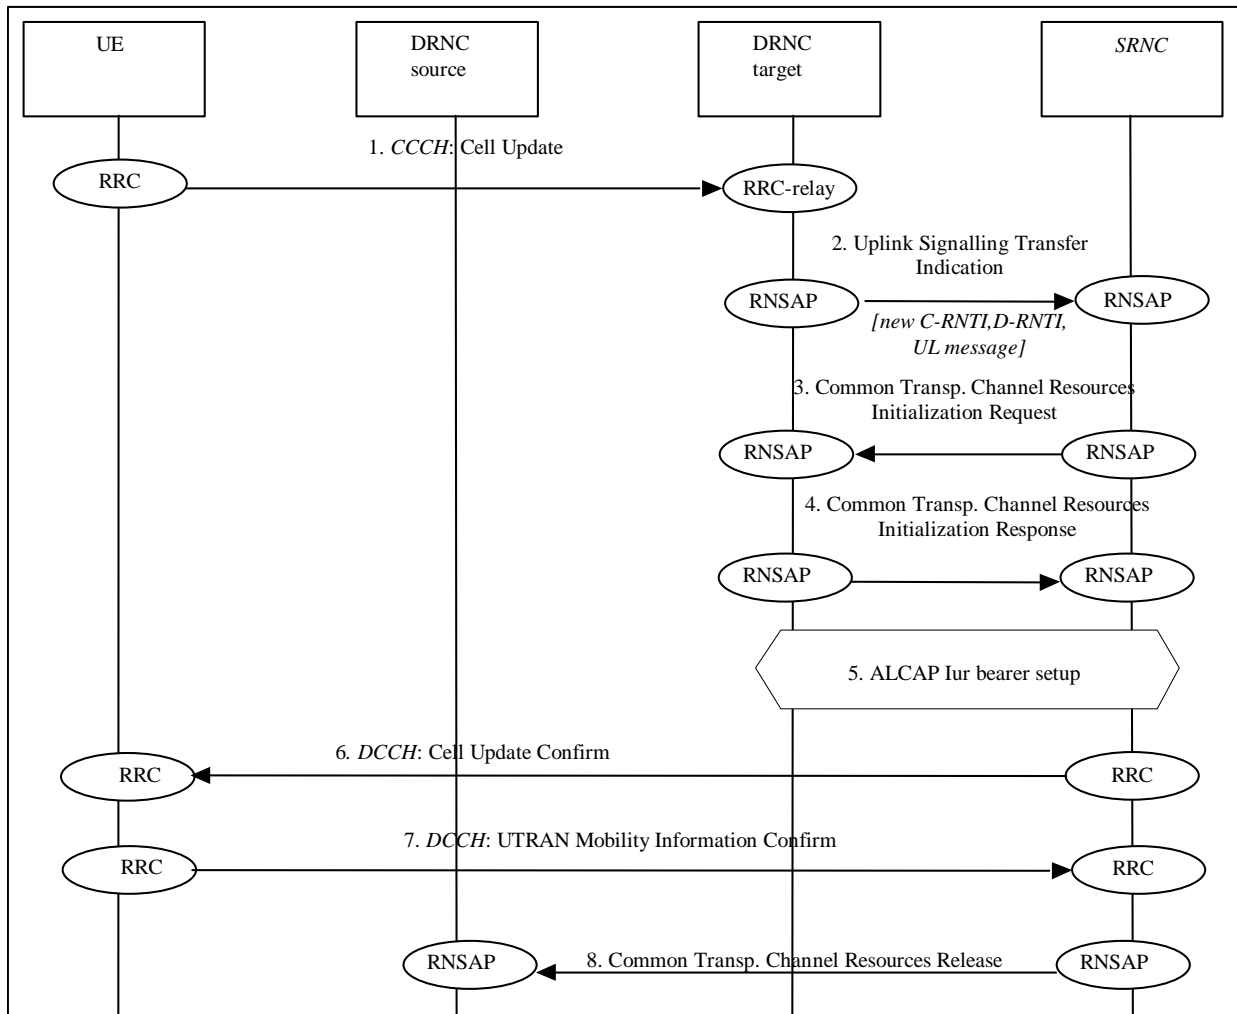 UE
DRNC
source
DRNC
target
SRNC
1. CCCH: Cell Update
RRC
RRC-relay
2. Uplink Signalling Transfer
Indication
RNSAP
RNSAP
[new C-RNTI,D-RNTI,
UL message]
3. Common Transp. Channel Resources
Initialization Request
RNSAP
RNSAP
4. Common Transp. Channel Resources
Initialization Response
RNSAP
RNSAP
5. ALCAP Iur bearer setup
6. DCCH: Cell Update Confirm
RRC
RRC
7. DCCH: UTRAN Mobility Information Confirm
RRC
RRC
RNSAP
8. Common Transp. Channel Resources Release
RNSAP